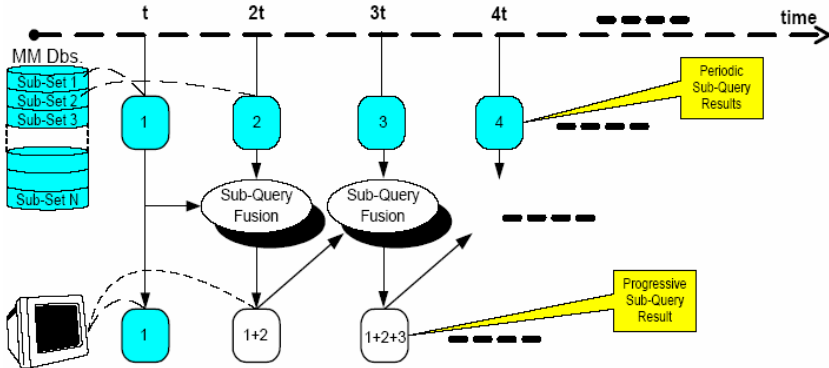 t 2t 3t 4t time
MM Dbs.
Sub-Set 1
Sub-Set 2
Sub-Set 3
Sub-Set N
1 2 3 4
Periodic
Sub-Query
Results
Sub-Query
Fusion
Sub-Query
Fusion
1 1+2 1+2+3
Progressive
Sub-Query
Result